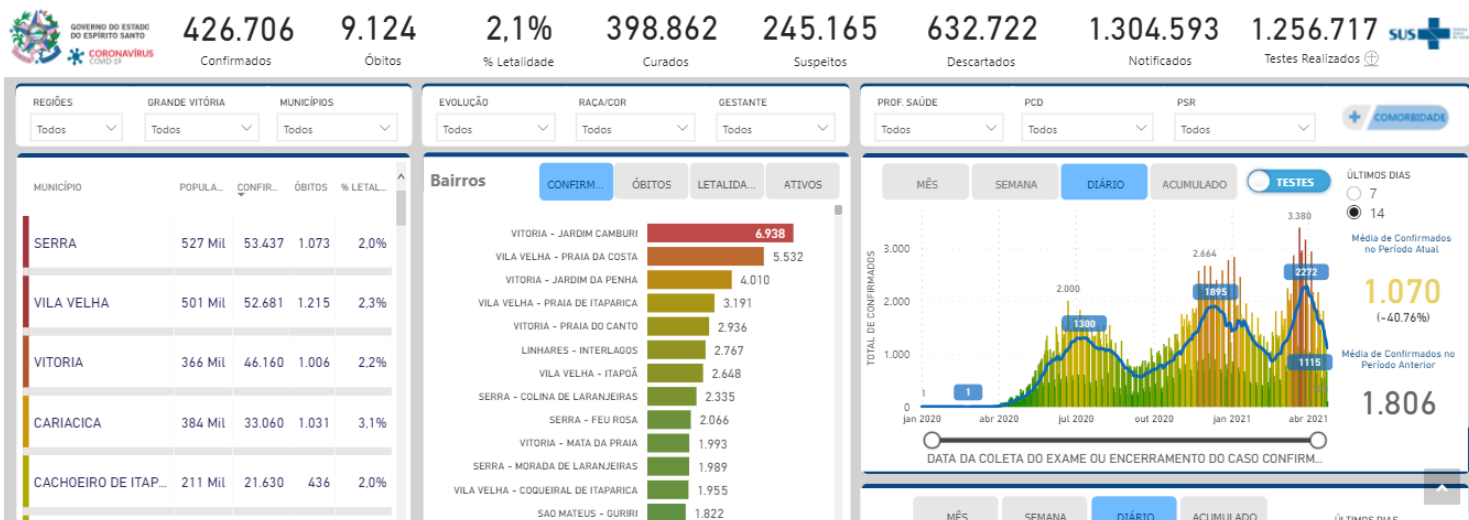 GOVERNO DO ESTADO
DO ESPÍRITO SANTO
CORONAVÍRUS
COVID-19
426.706
Confirmados
9.124
Óbitos
2,1%
% Letalidade
398.862
Curados
245.165
Suspeitos
632.722
Descartados
1.304.593
Notificados
1.256.717
Testes Realizados
SUS
REGIÕES
Todos
GRANDE VITÓRIA
Todos
MUNICÍPIOS
Todos
EVOLUÇÃO
Todos
RAÇA/COR
Todos
GESTANTE
Todos
PROF. SAÚDE
Todos
PCD
Todos
PSR
Todos
COMORBIDADE
MUNICÍPIO POPULA... CONFIR... ÓBITOS % LETAL...
SERRA 527 Mil 53.437 1.073 2,0%
VILA VELHA 501 Mil 52.681 1.215 2,3%
VITORIA 366 Mil 46.160 1.006 2,2%
CARIACICA 384 Mil 33.060 1.031 3,1%
CACHOEIRO DE ITAP... 211 Mil 21.630 436 2,0%
Bairros
CONFIRM... ÓBITOS LETALIDA... ATIVOS
VITORIA - JARDIM CAMBURI 6.938
VILA VELHA - PRAIA DA COSTA 5.532
VITORIA - JARDIM DA PENHA 4.010
VILA VELHA - PRAIA DE ITAPARICA 3.191
VITORIA - PRAIA DO CANTO 2.936
LINHARES - INTERLAGOS 2.767
VILA VELHA - ITAPOÃ 2.648
SERRA - COLINA DE LARANJEIRAS 2.335
SERRA - FEU ROSA 2.066
VITORIA - MATA DA PRAIA 1.993
SERRA - MORADA DE LARANJEIRAS 1.989
VILA VELHA - COQUEIRAL DE ITAPARICA 1.955
SAO MATEUS - GURIRI 1.822
MÊS SEMANA DIÁRIO ACUMULADO TESTES
ÚLTIMOS DIAS
7
14
TOTAL DE CONFIRMADOS
3.000
2.000
1.000
0
1
1
2.000
1300
2.664
1895
3.380
2272
1115
jan 2020 abr 2020 jul 2020 out 2020 jan 2021 abr 2021
DATA DA COLETA DO EXAME OU ENCERRAMENTO DO CASO CONFIRM...
Média de Confirmados
no Período Atual
1.070
(-40.76%)
Média de Confirmados no
Período Anterior
1.806
MÊS SEMANA DIÁRIO ACUMULADO
ÚLTIMOS DIAS